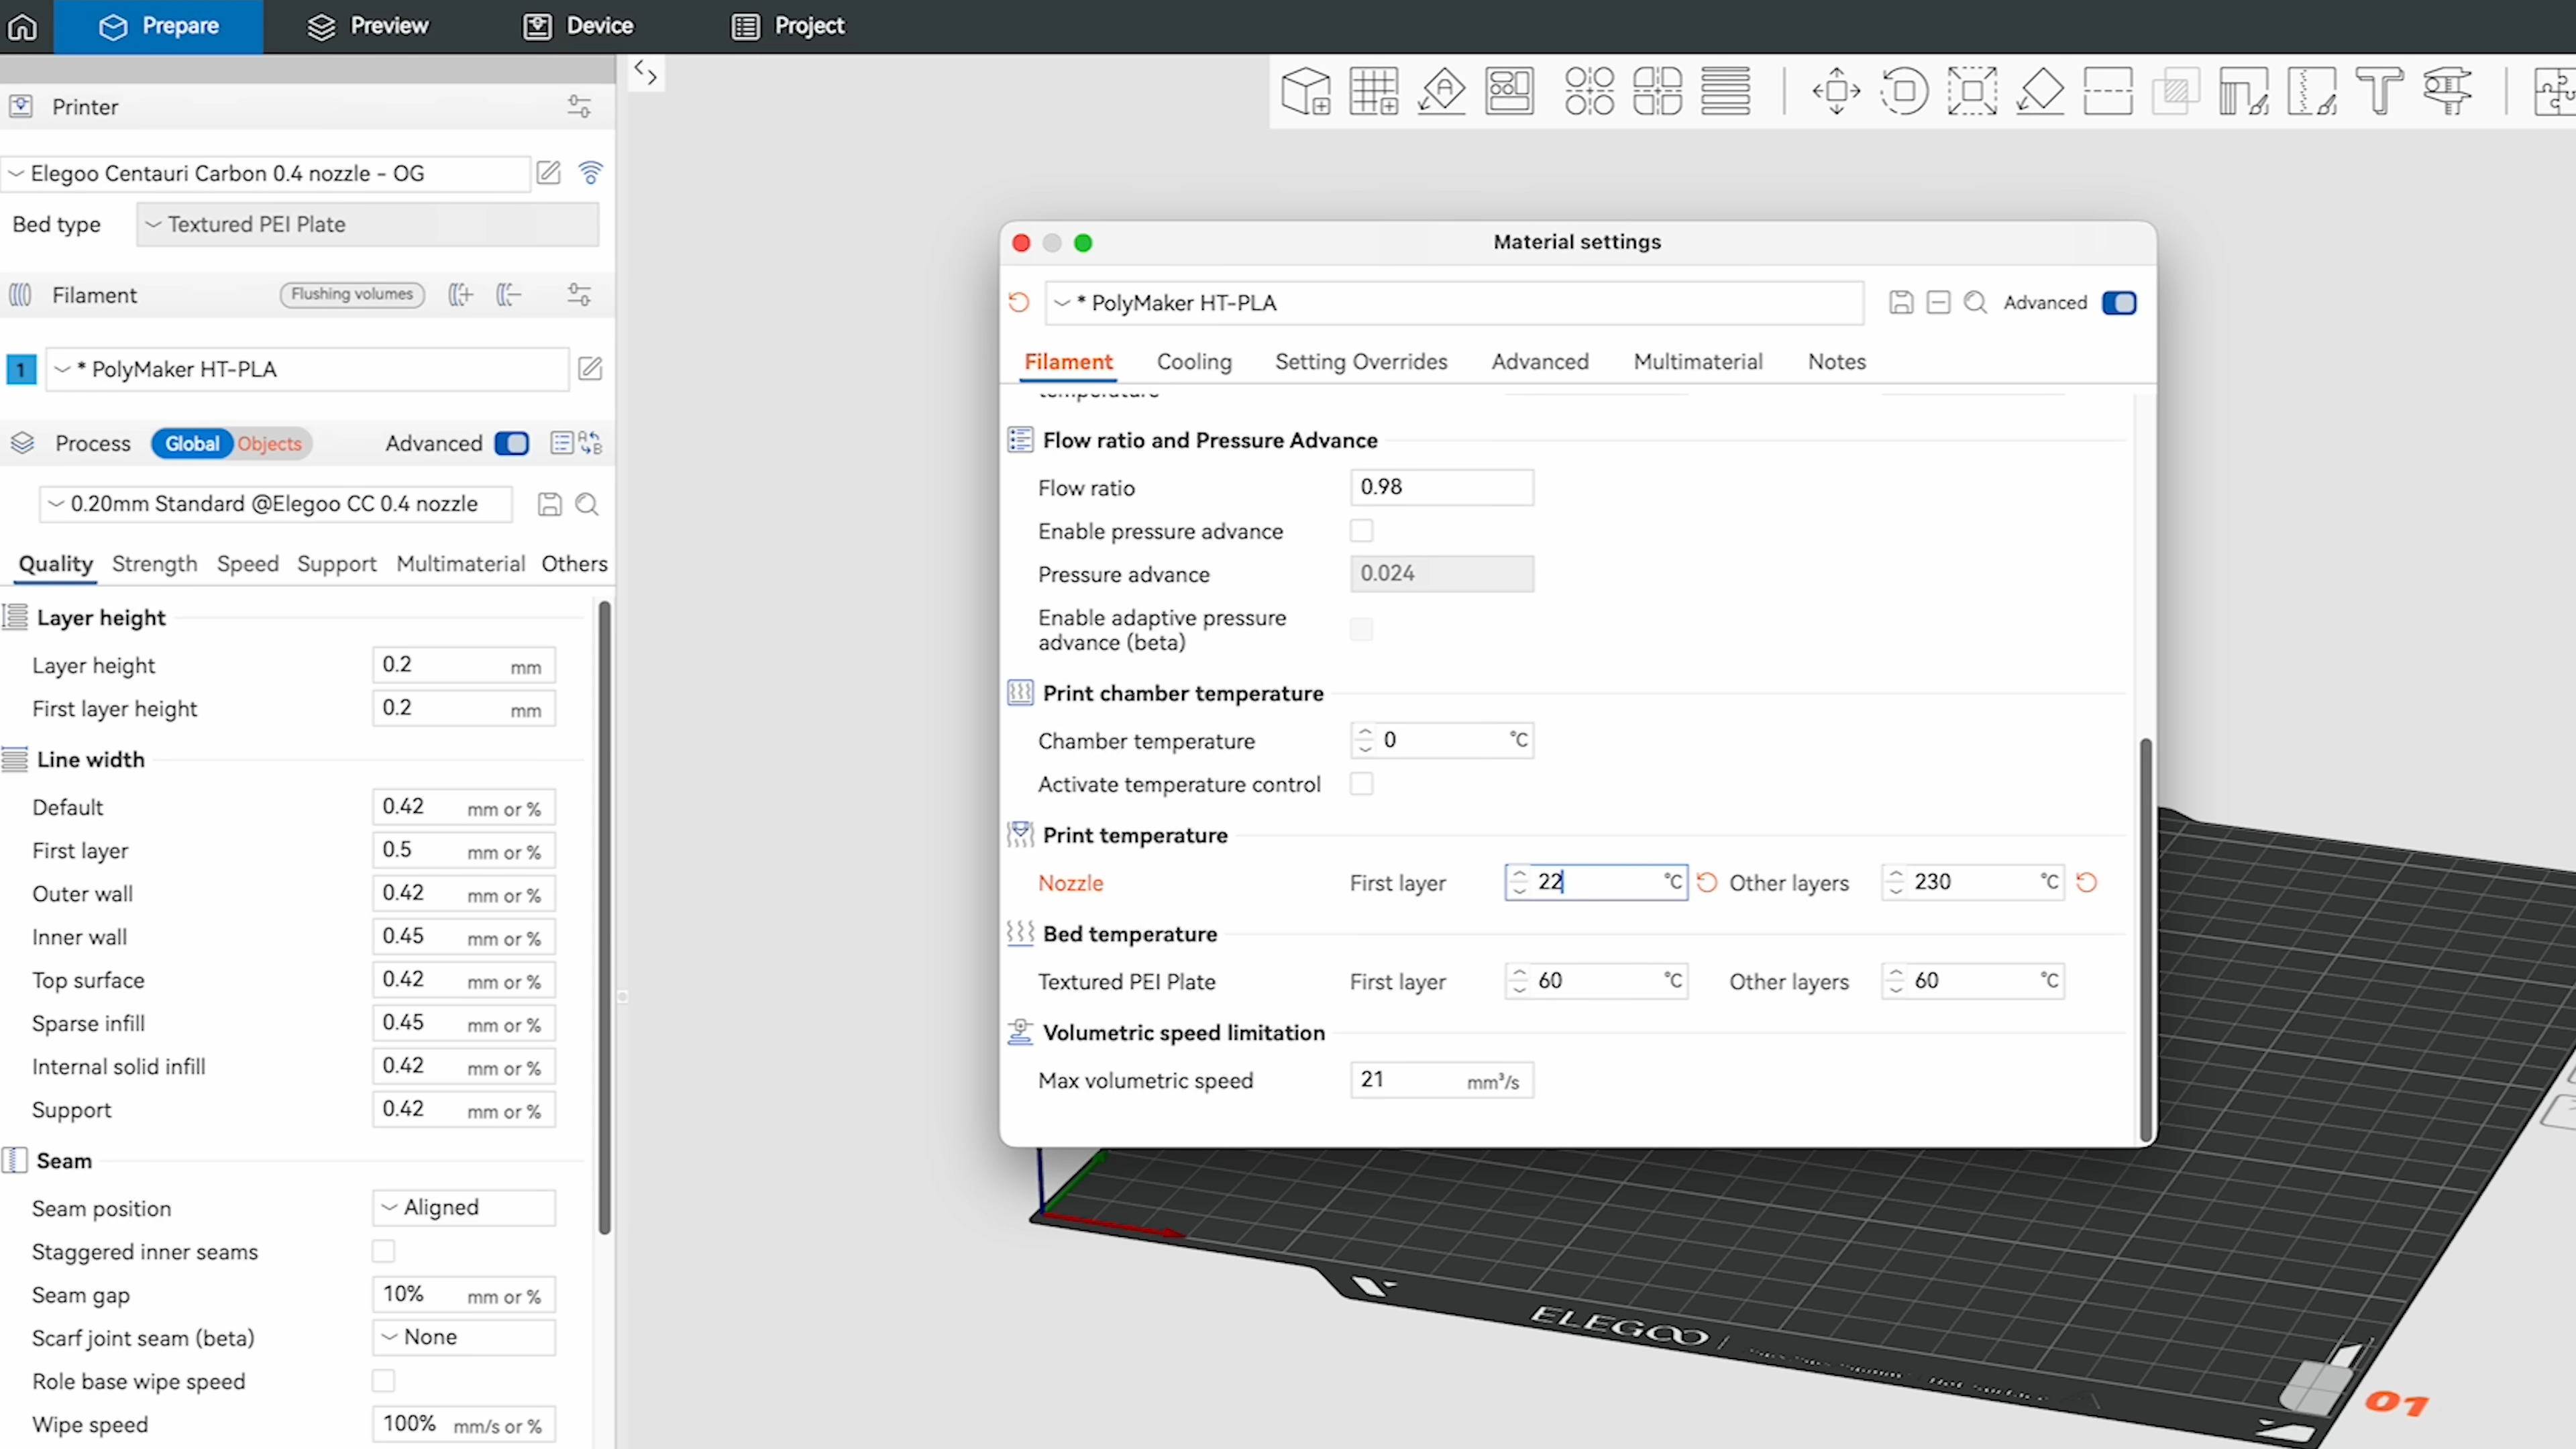 Prepare Preview Device Project
Printer
Elegoo Centauri Carbon 0.4 nozzle - OG
Bed type Textured PEI Plate
Filament Flushing volumes
1 * PolyMaker HT-PLA
Process Global Objects Advanced
0.20mm Standard @Elegoo CC 0.4 nozzle
Quality Strength Speed Support Multimaterial Others
Layer height
Layer height 0.2 mm
First layer height 0.2 mm
Line width
Default 0.42 mm or %
First layer 0.5 mm or %
Outer wall 0.42 mm or %
Inner wall 0.45 mm or %
Top surface 0.42 mm or %
Sparse infill 0.45 mm or %
Internal solid infill 0.42 mm or %
Support 0.42 mm or %
Seam
Seam position Aligned
Staggered inner seams
Seam gap 10% mm or %
Scarf joint seam (beta) None
Role base wipe speed
Wipe speed 100% mm/s or %
Material settings
* PolyMaker HT-PLA Advanced
Filament Cooling Setting Overrides Advanced Multimaterial Notes
temperature
Flow ratio and Pressure Advance
Flow ratio 0.98
Enable pressure advance
Pressure advance 0.024
Enable adaptive pressure
advance (beta)
Print chamber temperature
Chamber temperature 0 °C
Activate temperature control
Print temperature
Nozzle First layer 22 °C Other layers 230 °C
Bed temperature
Textured PEI Plate First layer 60 °C Other layers 60 °C
Volumetric speed limitation
Max volumetric speed 21 mm³/s
ELEGOO
01